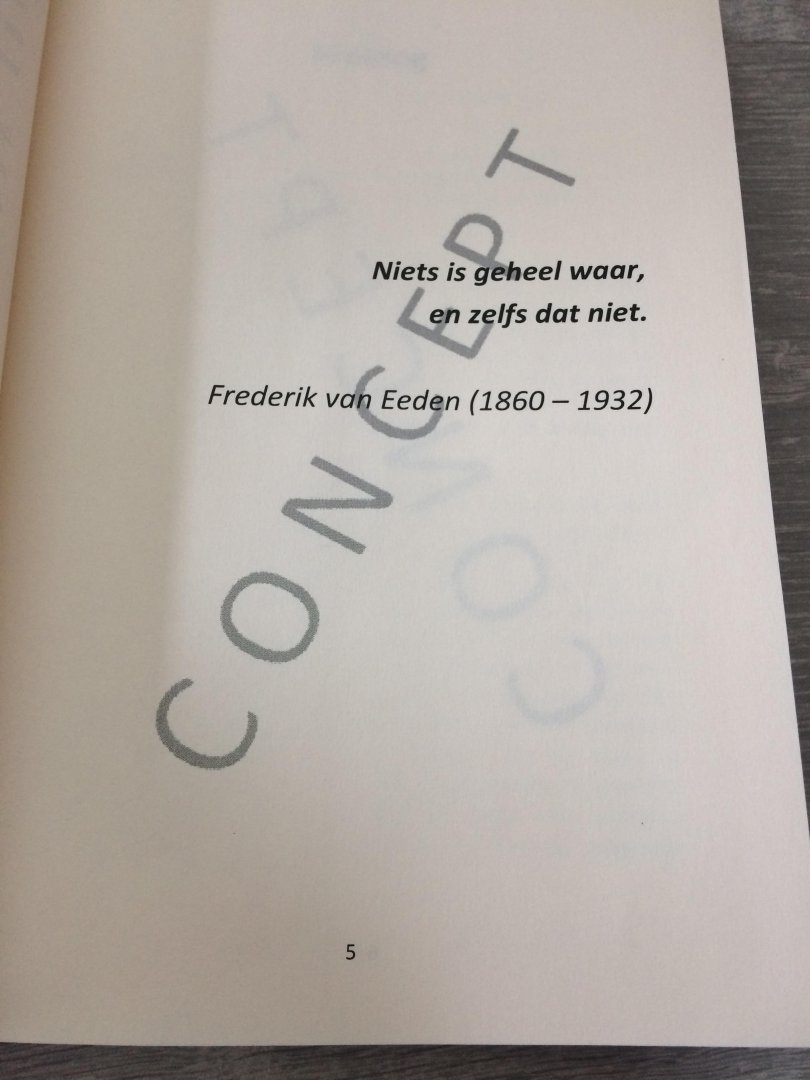 Niets is geheel waar,
en zelfs dat niet.
Frederik van Eeden (1860 – 1932)
CONCEPT
5